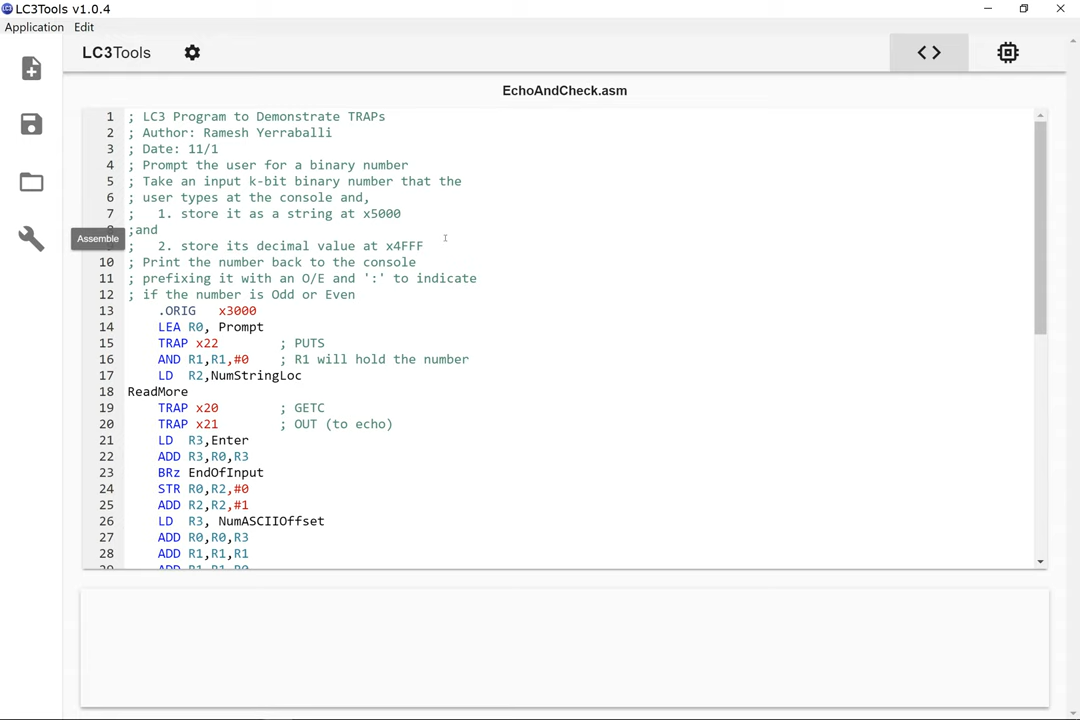 LC3Tools v1.0.4
Application Edit
LC3Tools
EchoAndCheck.asm
1 ; LC3 Program to Demonstrate TRAPs
2 ; Author: Ramesh Yerraballi
3 ; Date: 11/1
4 ; Prompt the user for a binary number
5 ; Take an input k-bit binary number that the
6 ; user types at the console and,
7 ;   1. store it as a string at x5000
;and
Assemble
;   2. store its decimal value at x4FFF
10 ; Print the number back to the console
11 ; prefixing it with an O/E and ':' to indicate
12 ; if the number is Odd or Even
13     .ORIG   x3000
14     LEA R0, Prompt
15     TRAP x22        ; PUTS
16     AND R1,R1,#0    ; R1 will hold the number
17     LD  R2,NumStringLoc
18 ReadMore
19     TRAP x20        ; GETC
20     TRAP x21        ; OUT (to echo)
21     LD  R3,Enter
22     ADD R3,R0,R3
23     BRz EndOfInput
24     STR R0,R2,#0
25     ADD R2,R2,#1
26     LD  R3, NumASCIIOffset
27     ADD R0,R0,R3
28     ADD R1,R1,R1
29     ADD R1,R1,R0